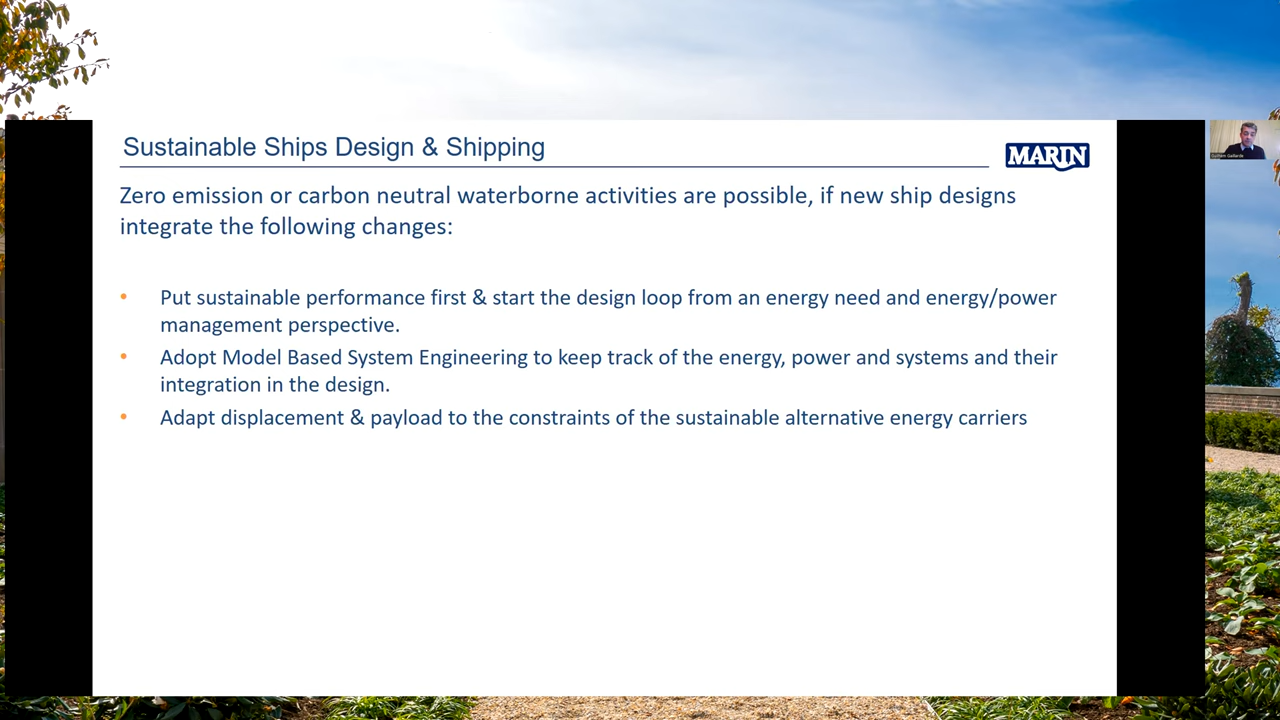 Sustainable Ships Design & Shipping
MARIN
Zero emission or carbon neutral waterborne activities are possible, if new ship designs
integrate the following changes:
• Put sustainable performance first & start the design loop from an energy need and energy/power
management perspective.
• Adopt Model Based System Engineering to keep track of the energy, power and systems and their
integration in the design.
• Adapt displacement & payload to the constraints of the sustainable alternative energy carriers